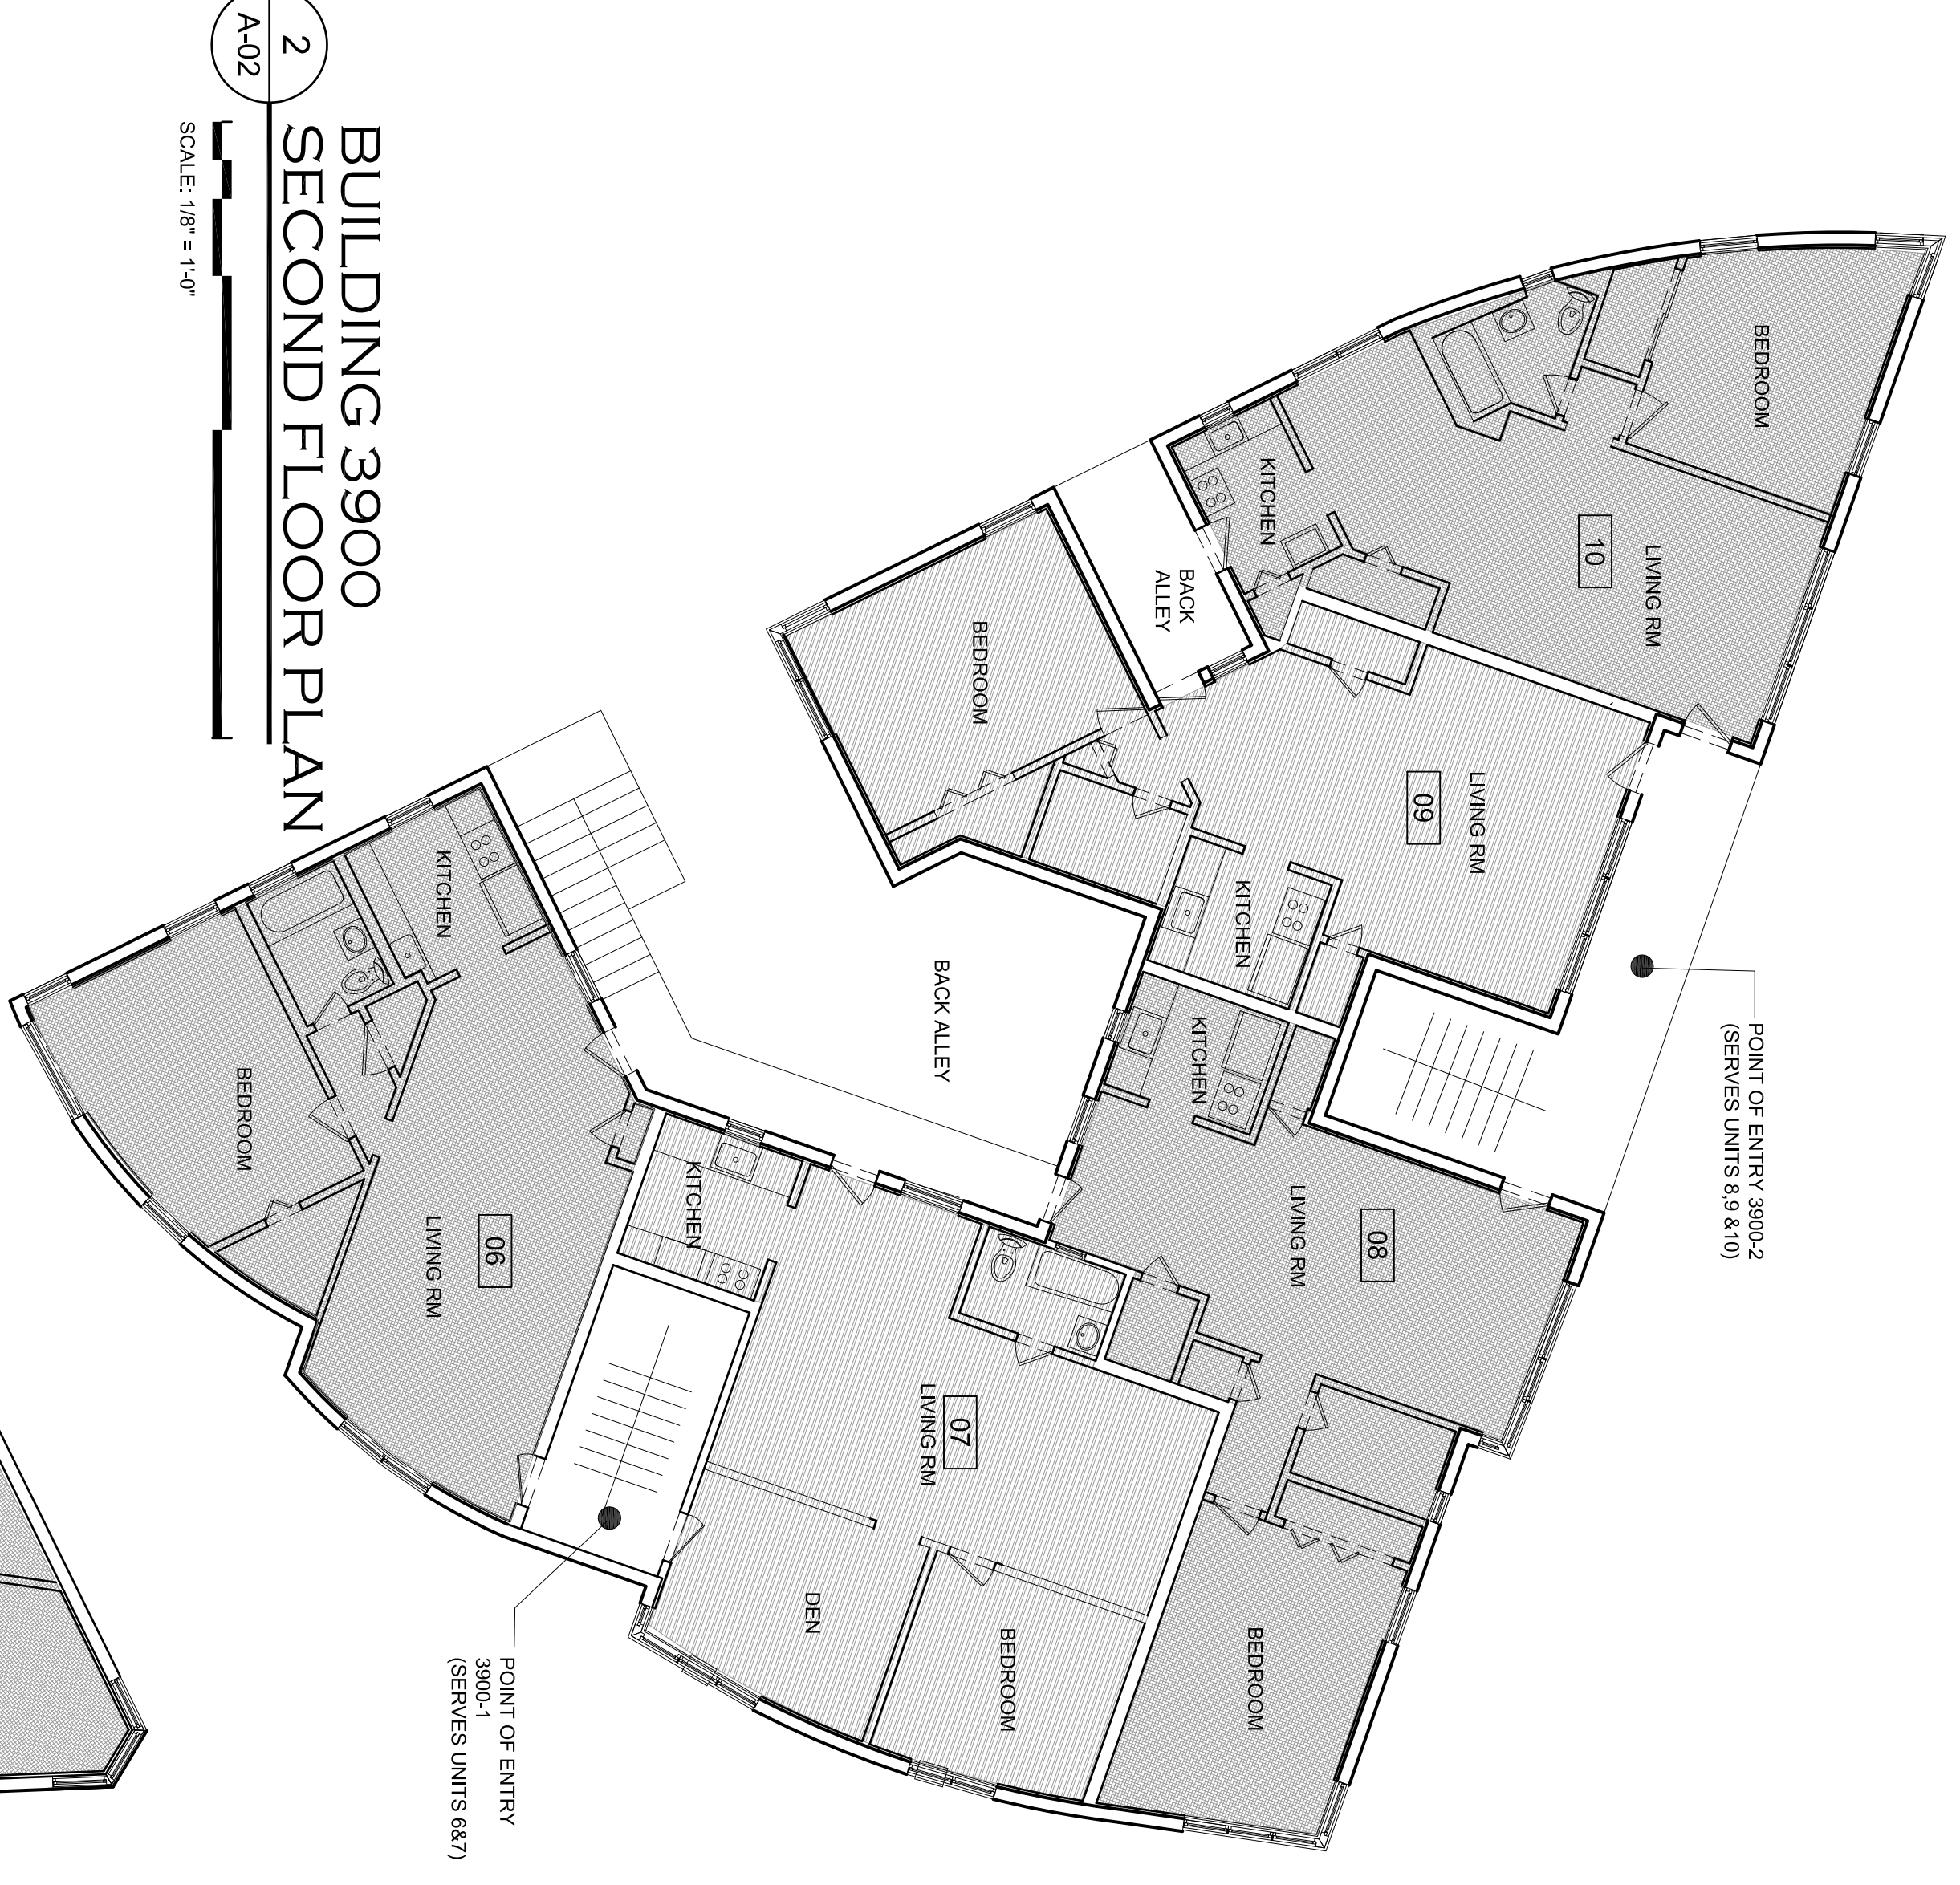 BUILDING 3900
SECOND FLOOR PLAN
2
A-02
SCALE: 1/8" = 1'-0"
BEDROOM
LIVING RM
10
KITCHEN
BACK
ALLEY
BEDROOM
LIVING RM
09
KITCHEN
POINT OF ENTRY 3900-2
(SERVES UNITS 8,9 &10)
BACK ALLEY
KITCHEN
LIVING RM
08
BEDROOM
KITCHEN
LIVING RM
07
DEN
BEDROOM
KITCHEN
BEDROOM
06
LIVING RM
POINT OF ENTRY
3900-1
(SERVES UNITS 6&7)